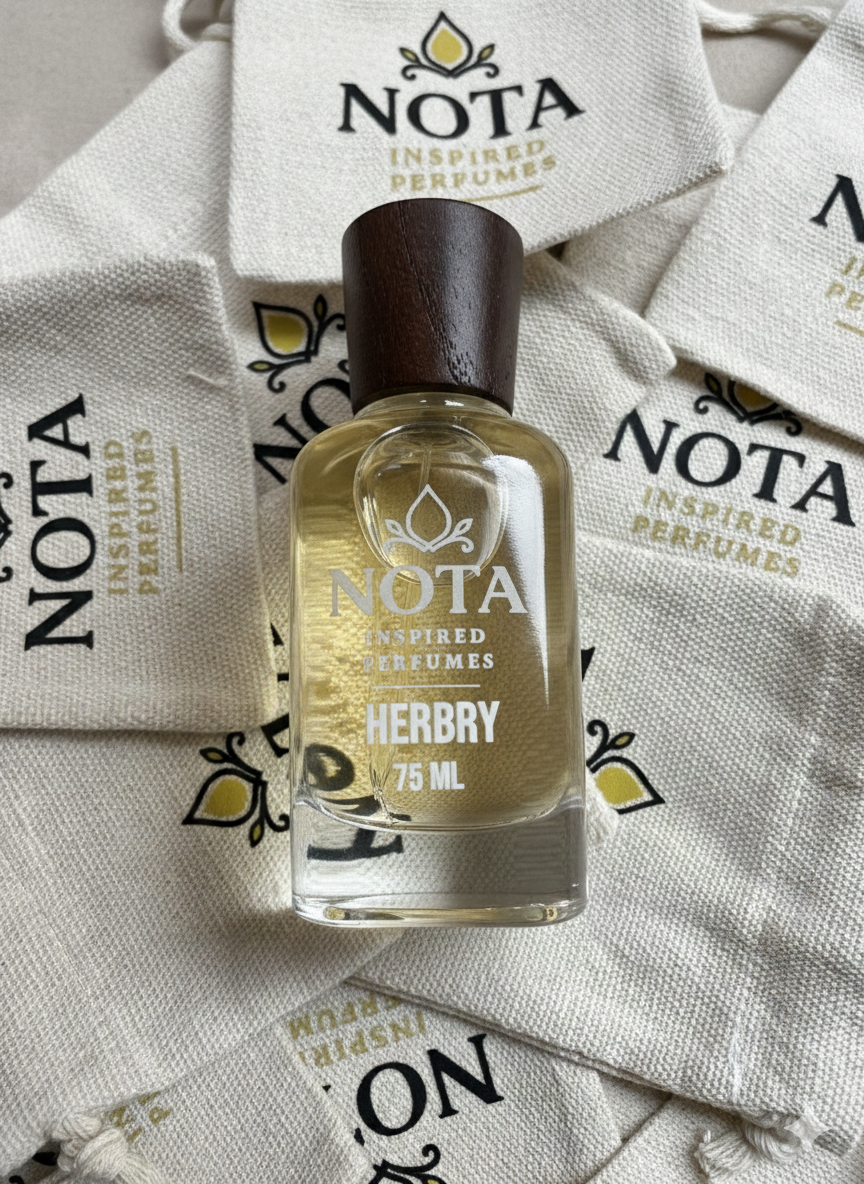 NOTA
INSPIRED
PERFUMES
NOTA
INSPIRED
PERFUMES
NOTA
INSPIRED
PERFUMES
NOTA
INSPIRED
PERFUMES
HERBRY
75 ML